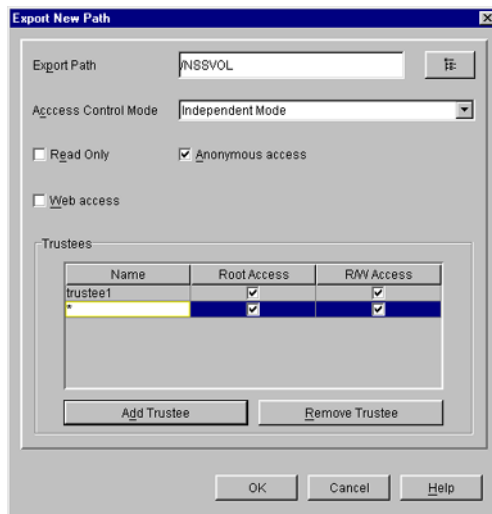 Export New Path
Export Path /NSSVOL
Acccess Control Mode Independent Mode
Read Only Anonymous access
Web access
Trustees
Name Root Access R/W Access
trustee1
*
Add Trustee Remove Trustee
OK Cancel Help